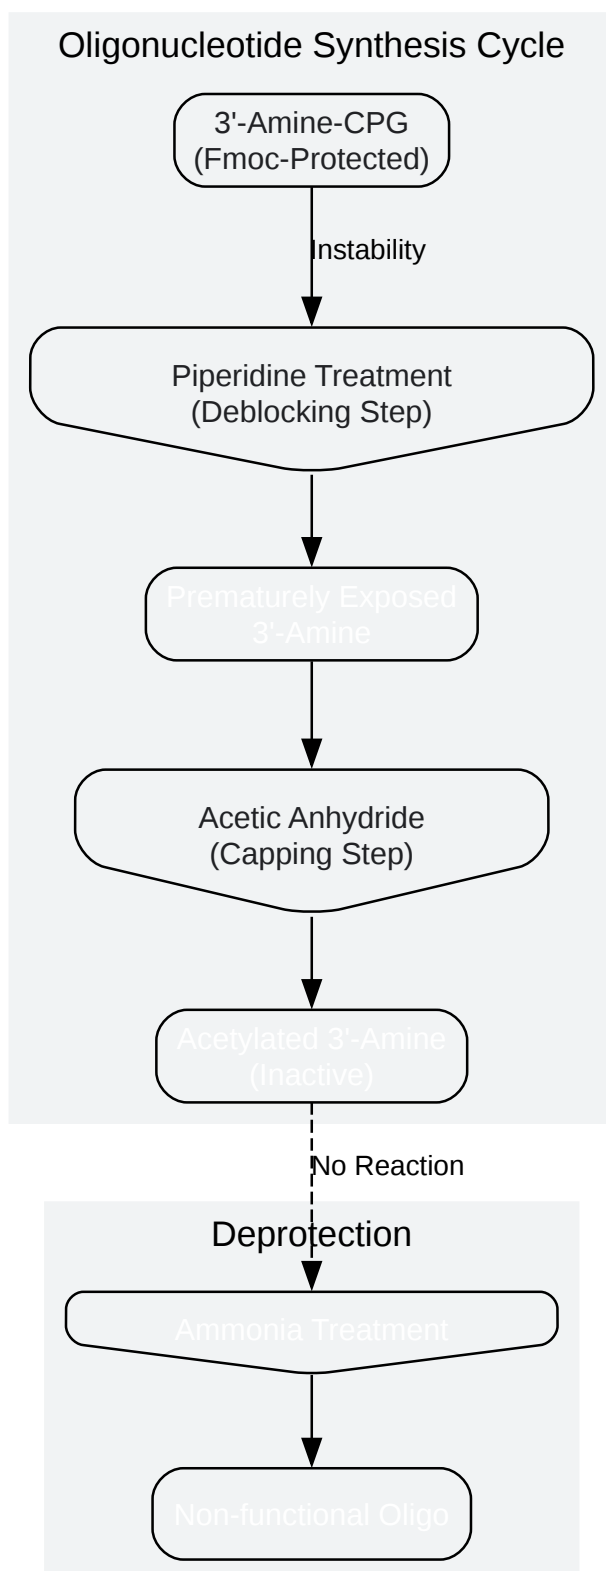 Oligonucleotide Synthesis Cycle
3'-Amine-CPG
(Fmoc-Protected)
Instability
Piperidine Treatment
(Deblocking Step)
Prematurely Exposed
3'-Amine
Acetic Anhydride
(Capping Step)
Acetylated 3'-Amine
(Inactive)
No Reaction
Deprotection
Ammonia Treatment
Non-functional Oligo